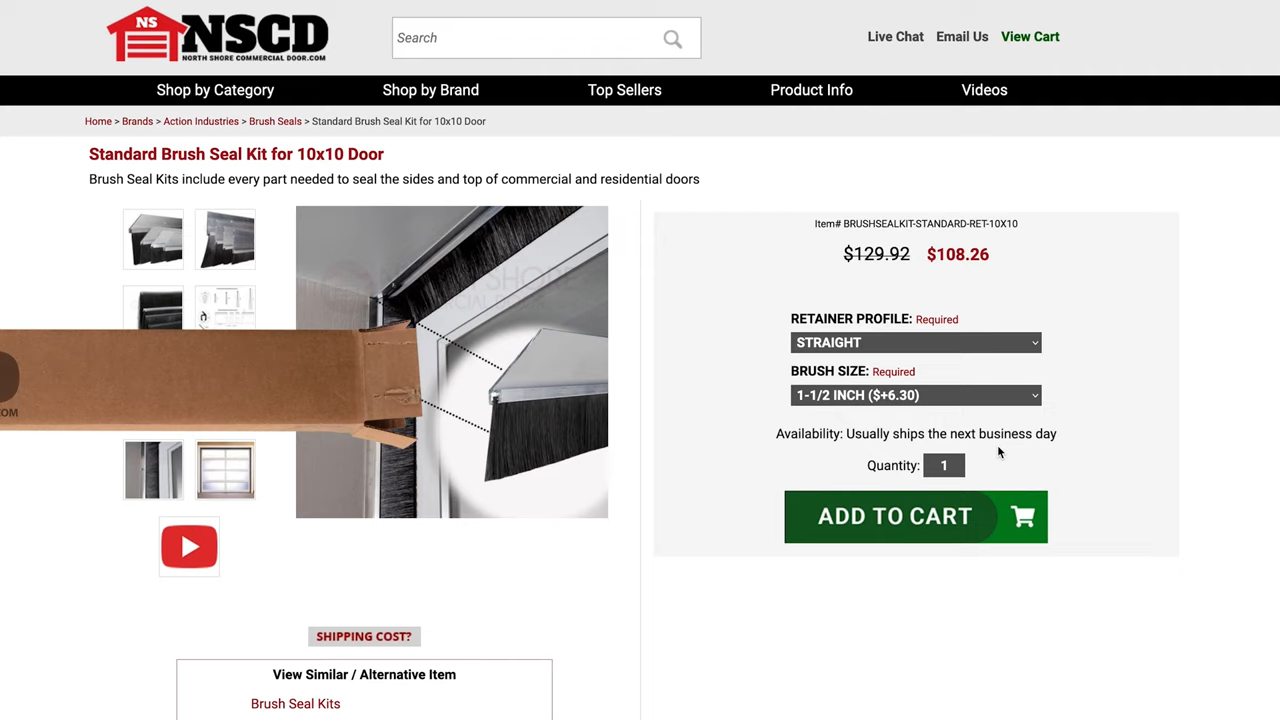 NS
NSCD
NORTH SHORE COMMERCIAL DOOR.COM
Search
Live Chat
Email Us
View Cart
Shop by Category
Shop by Brand
Top Sellers
Product Info
Videos
Home > Brands > Action Industries > Brush Seals > Standard Brush Seal Kit for 10x10 Door
Standard Brush Seal Kit for 10x10 Door
Brush Seal Kits include every part needed to seal the sides and top of commercial and residential doors
Item# BRUSHSEALKIT-STANDARD-RET-10X10
$129.92 $108.26
RETAINER PROFILE: Required
STRAIGHT
BRUSH SIZE: Required
1-1/2 INCH ($+6.30)
Availability: Usually ships the next business day
Quantity: 1
ADD TO CART
SHIPPING COST?
View Similar / Alternative Item
Brush Seal Kits